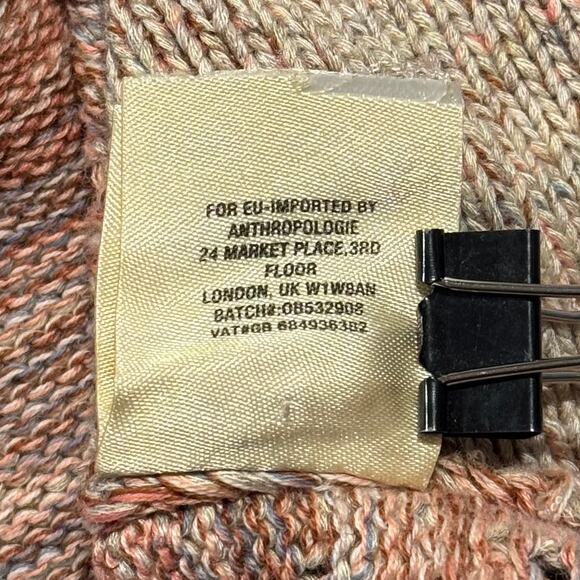 FOR EU-IMPORTED BY
ANTHROPOLOGIE
24 MARKET PLACE,3RD
FLOOR
LONDON, UK W1W8AN
BATCH#:OB532908
VAT#GB 684936382